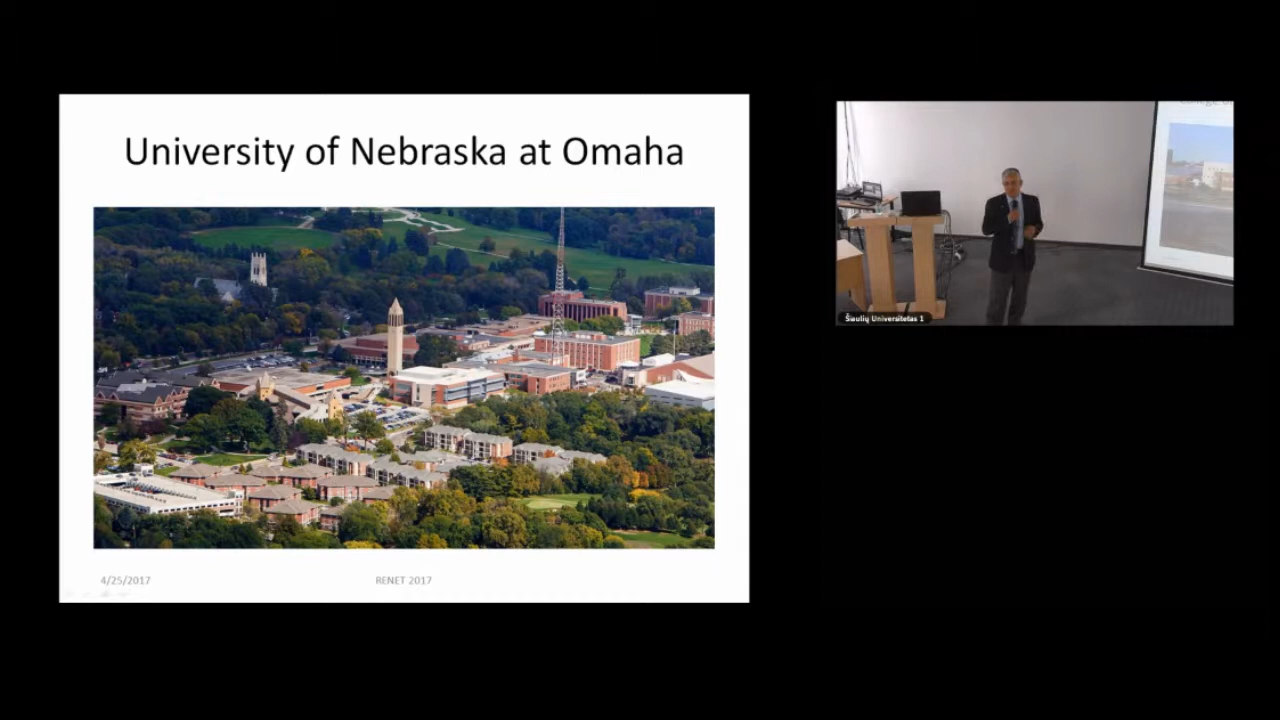 University of Nebraska at Omaha
4/25/2017
RENET 2017
Šiaulių Universitetas 1